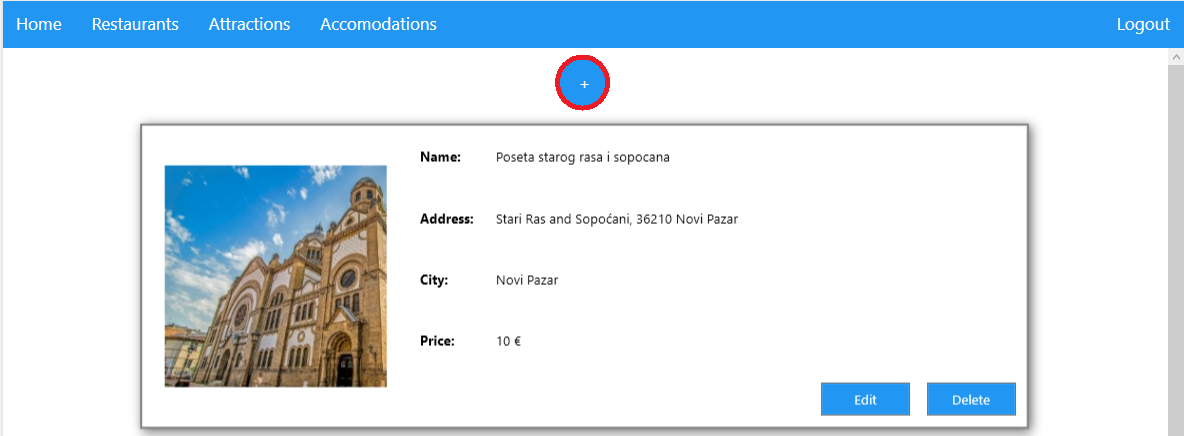 Home Restaurants Attractions Accomodations Logout
+
Name: Poseta starog rasa i sopocana
Address: Stari Ras and Sopoćani, 36210 Novi Pazar
City: Novi Pazar
Price: 10 €
Edit Delete